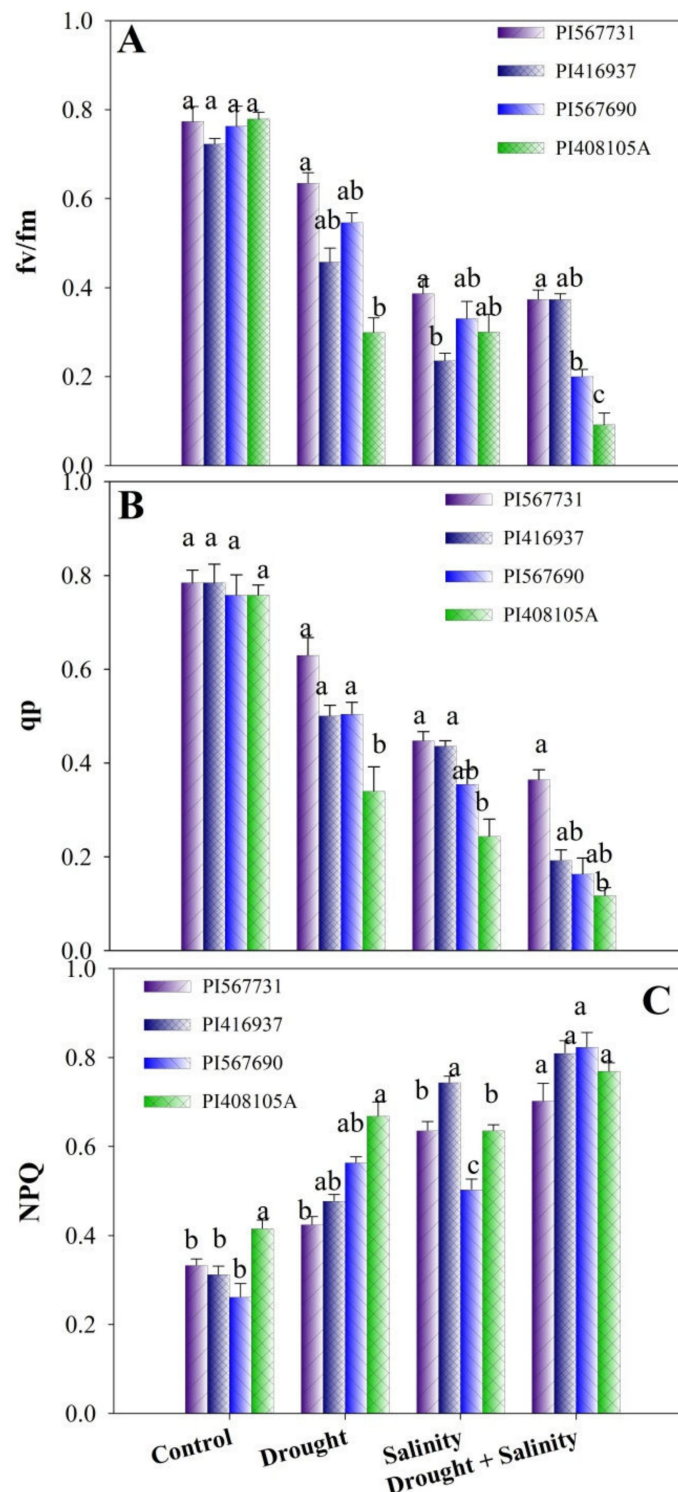 A
1.0
PI567731
PI416937
PI567690
PI408105A
a a a a
0.8
a
ab
ab
b
0.6
fv/fm
a
b
ab
ab
0.4
a
ab
b
c
0.2
0.0
B
1.0
PI567731
PI416937
PI567690
PI408105A
a a a a
0.8
a
a a
b
0.6
qp
a a
ab
b
0.4
a
ab
ab
b
0.2
0.0
C
1.0
PI567731
PI416937
PI567690
PI408105A
0.8
0.6
NPQ
0.4
0.2
0.0
b b b a
b ab ab a
b a c b
a a a a
Control
Drought
Salinity
Drought + Salinity